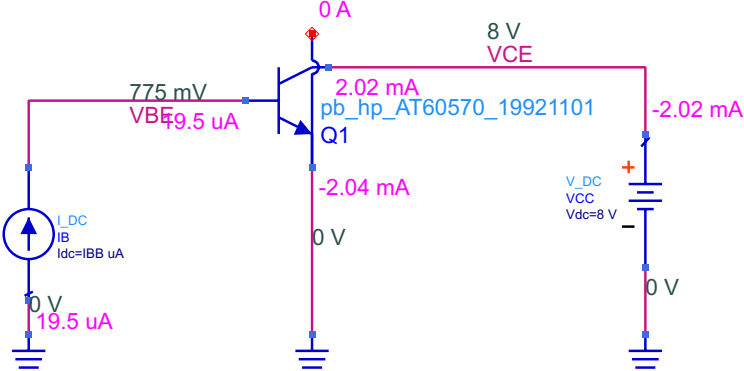 0 A
8 V
VCE
775 mV
VBE
19.5 uA
2.02 mA
pb_hp_AT60570_19921101
Q1
-2.02 mA
-2.04 mA
+
V_DC
VCC
Vdc=8 V
I_DC
IB
Idc=IBB uA
0 V
0 V
0 V
19.5 uA